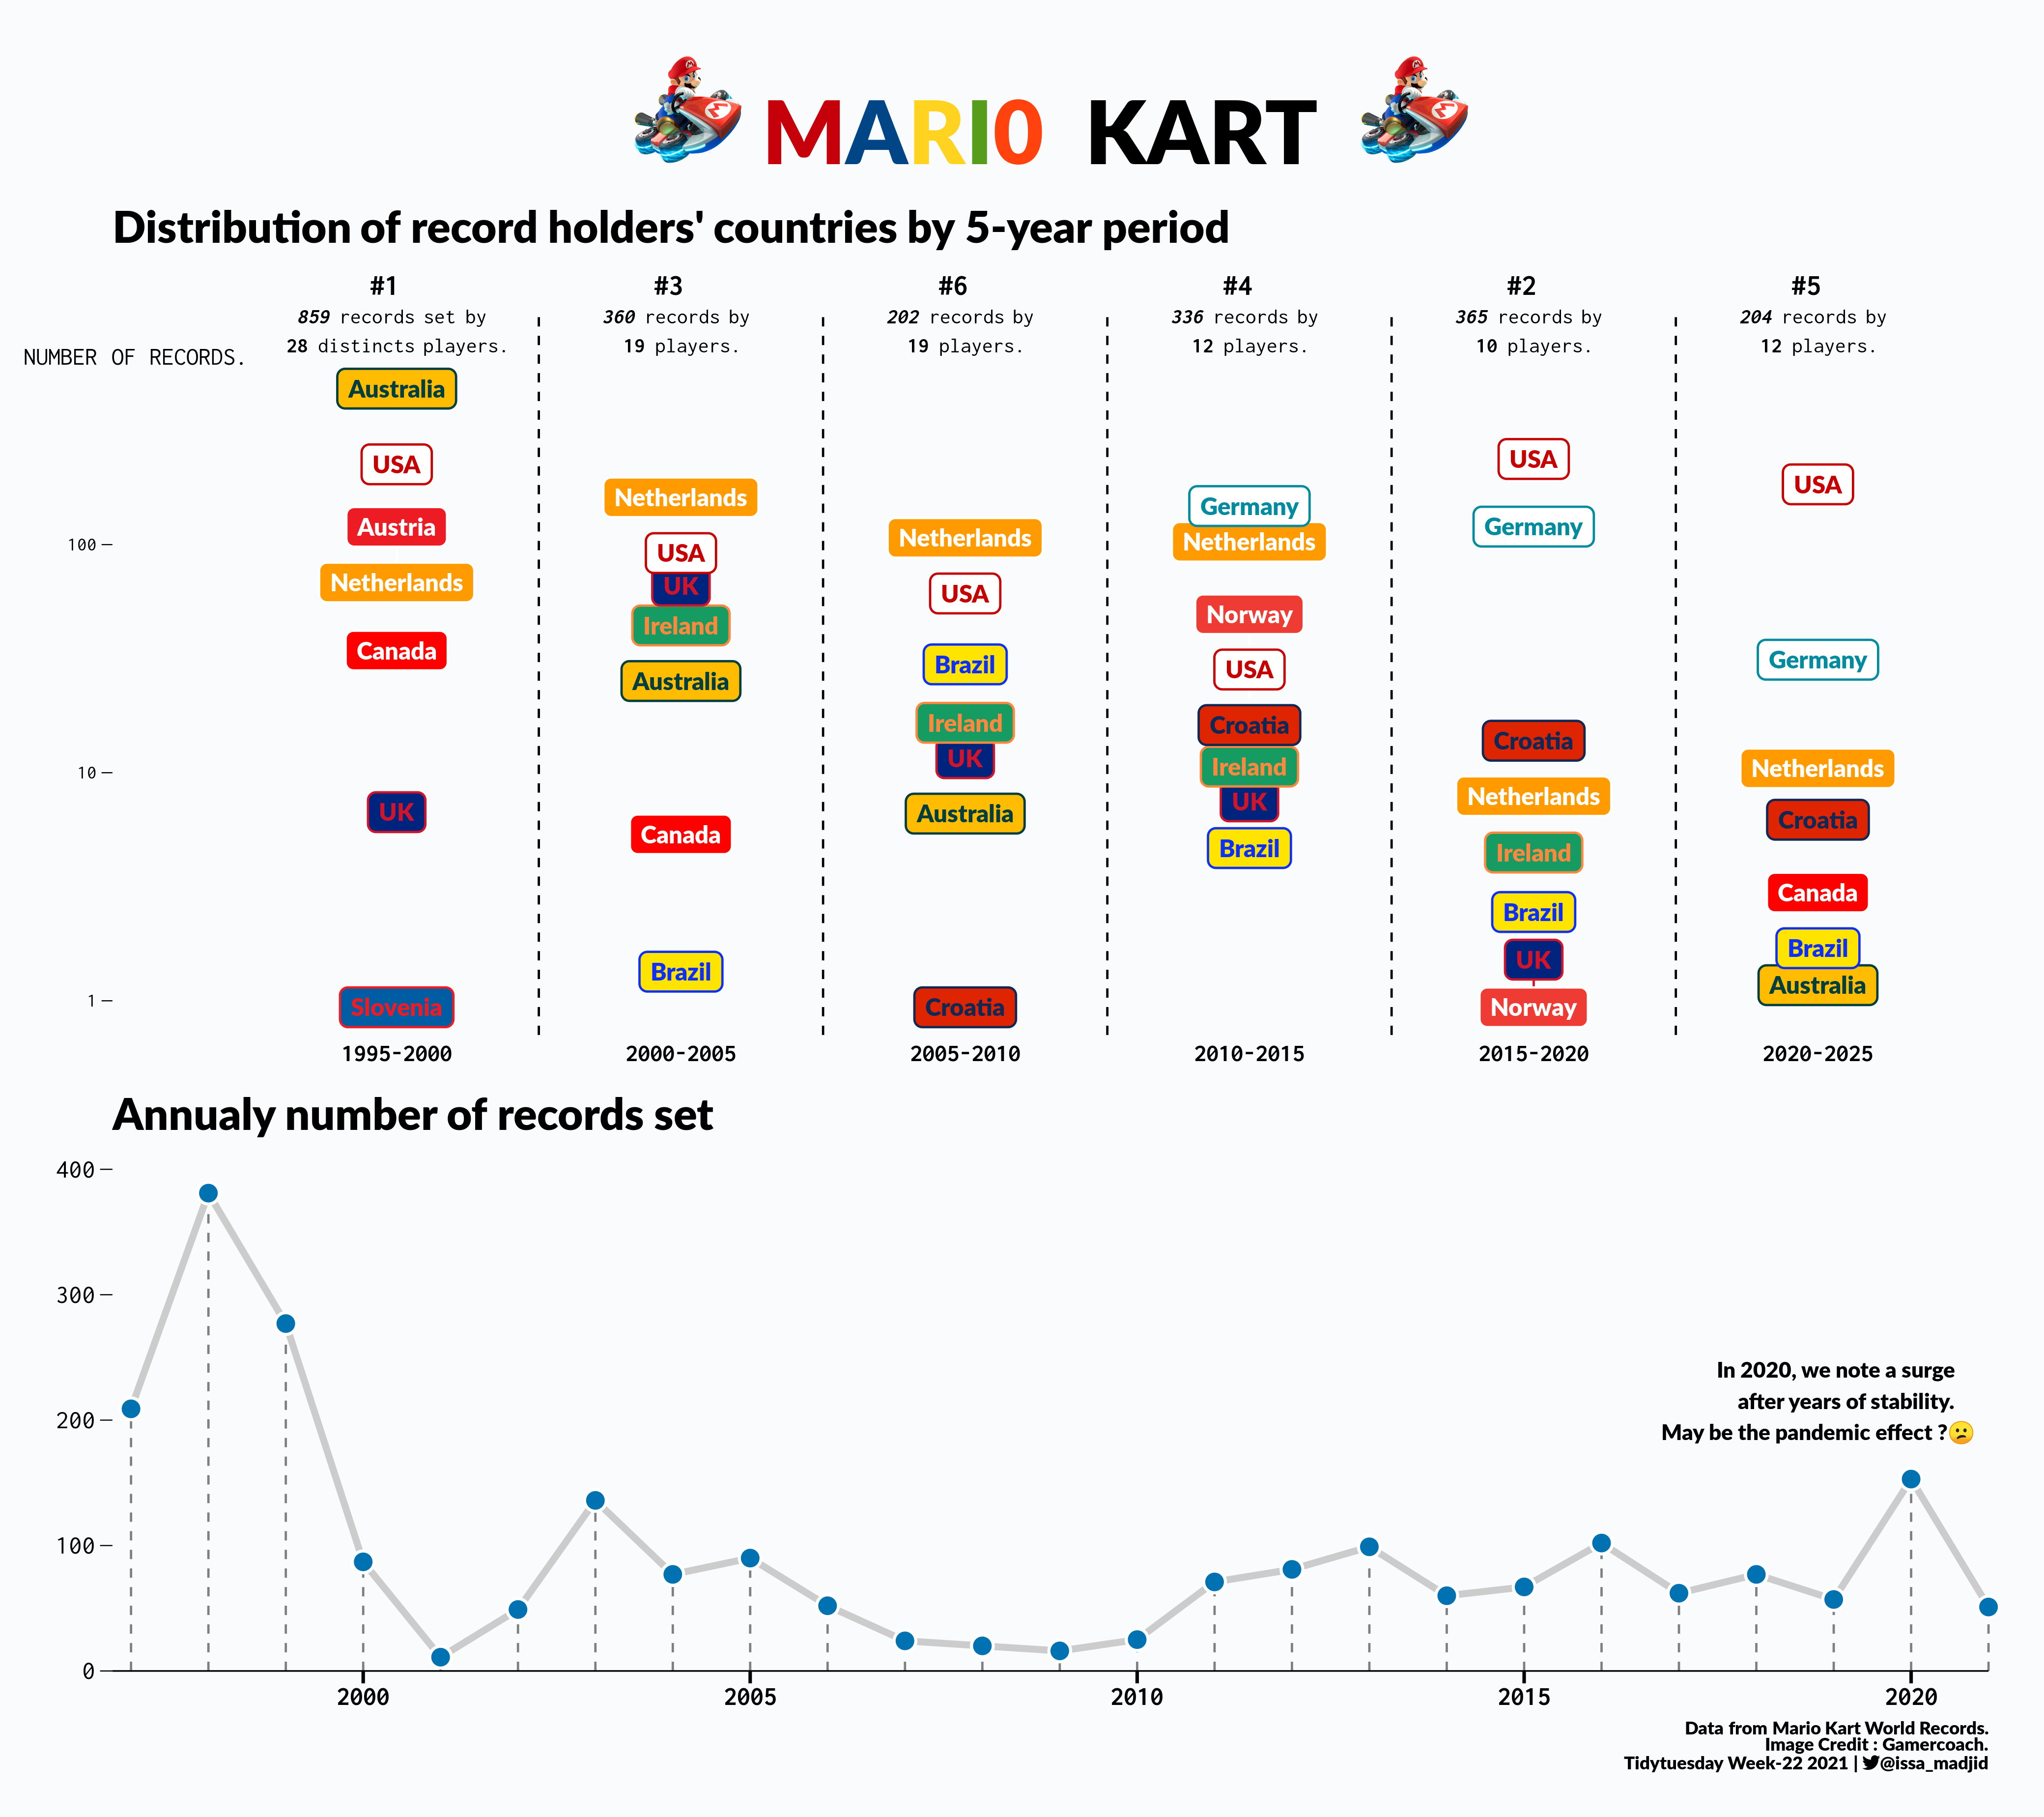 MARIO KART
Distribution of record holders' countries by 5-year period
#1
859 records set by
28 distincts players.
#3
360 records by
19 players.
#6
202 records by
19 players.
#4
336 records by
12 players.
#2
365 records by
10 players.
#5
204 records by
12 players.
NUMBER OF RECORDS.
100
10
1
Australia
USA
Austria
Netherlands
Canada
UK
Slovenia
1995-2000
Netherlands
USA
UK
Ireland
Australia
Canada
Brazil
2000-2005
Netherlands
USA
Brazil
Ireland
UK
Australia
Croatia
2005-2010
Germany
Netherlands
Norway
USA
Croatia
Ireland
UK
Brazil
2010-2015
USA
Germany
Croatia
Netherlands
Ireland
Brazil
UK
Norway
2015-2020
USA
Germany
Netherlands
Croatia
Canada
Brazil
Australia
2020-2025
Annualy number of records set
400
300
200
100
0
In 2020, we note a surge
after years of stability.
May be the pandemic effect ?😕
2000
2005
2010
2015
2020
Data from Mario Kart World Records.
Image Credit : Gamercoach.
Tidytuesday Week-22 2021 | @issa_madjid